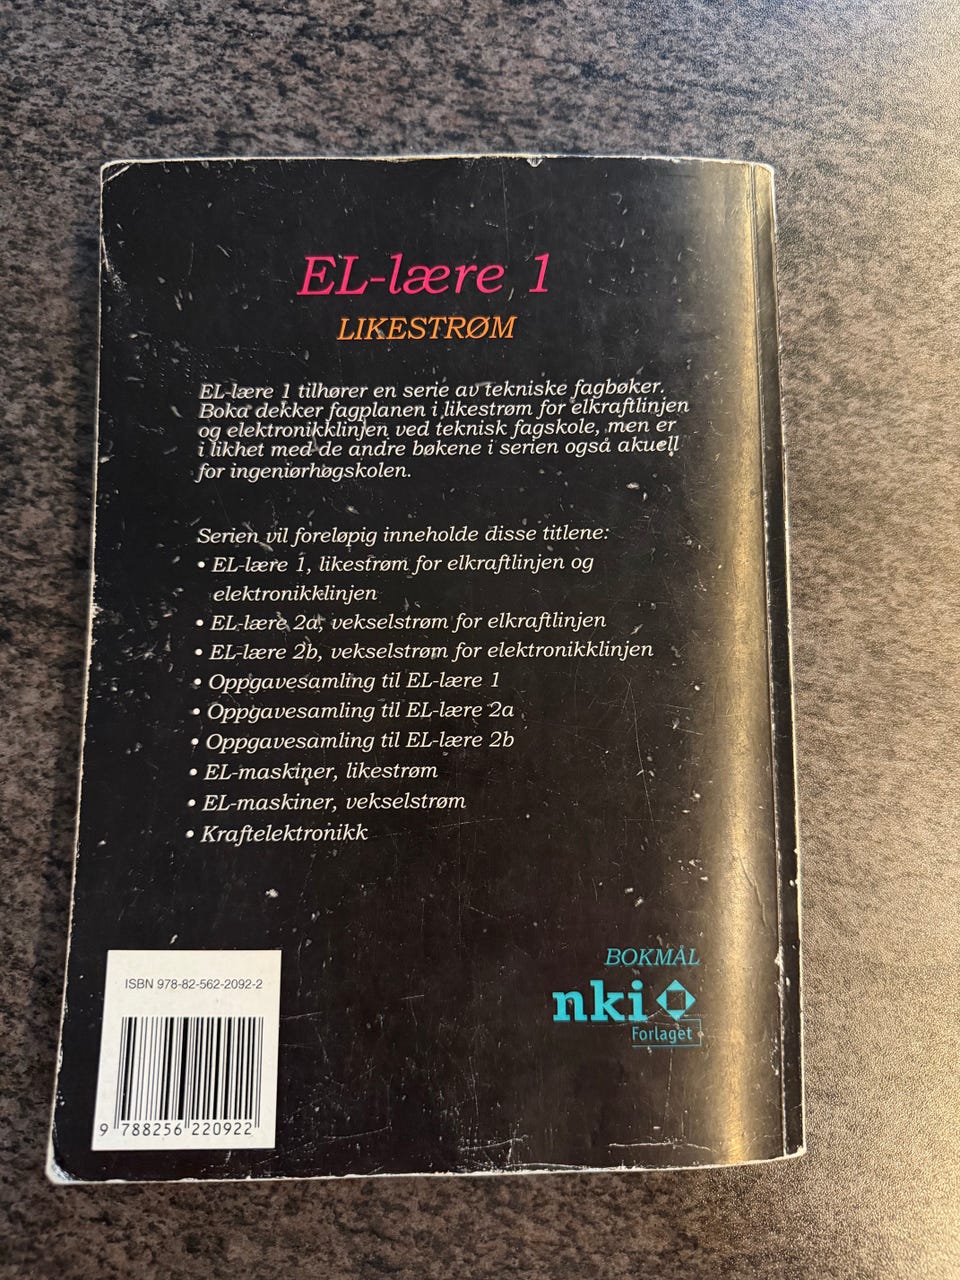 EL-lære 1
LIKESTRØM
EL-lære 1 tilhører en serie av tekniske fagbøker.
Boka dekker fagplanen i likestrøm for elkraftlinjen
og elektronikklinjen ved teknisk fagskole, men er
i likhet med de andre bøkene i serien også akuell
for ingeniørhøgskolen.
Serien vil foreløpig inneholde disse titlene:
• EL-lære 1, likestrøm for elkraftlinjen og
elektronikklinjen
• EL-lære 2a, vekselstrøm for elkraftlinjen
• EL-lære 2b, vekselstrøm for elektronikklinjen
• Oppgavesamling til EL-lære 1
• Oppgavesamling til EL-lære 2a
• Oppgavesamling til EL-lære 2b
• EL-maskiner, likestrøm
• EL-maskiner, vekselstrøm
• Kraftelektronikk
BOKMÅL
nki
Forlaget
ISBN 978-82-562-2092-2
9 788256 220922